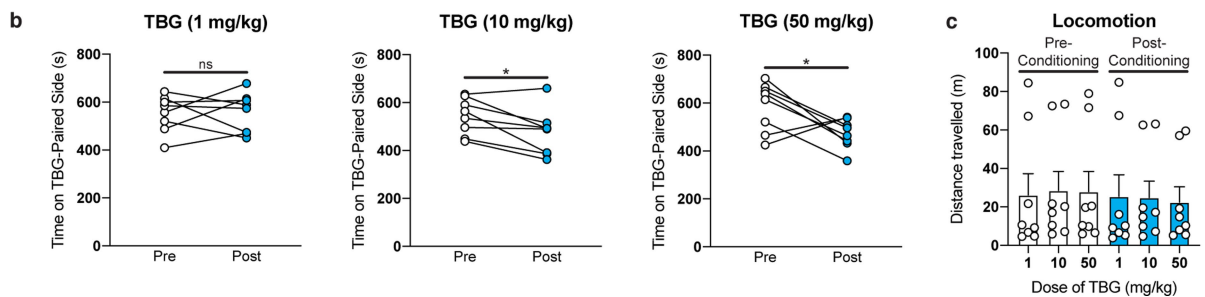 b
TBG (1 mg/kg)
Time on TBG-Paired Side (s)
800
600
400
200
0
ns
Pre Post
TBG (10 mg/kg)
Time on TBG-Paired Side (s)
800
600
400
200
0
*
Pre Post
TBG (50 mg/kg)
Time on TBG-Paired Side (s)
800
600
400
200
0
*
Pre Post
c
Locomotion
Pre-
Conditioning
Post-
Conditioning
Distance travelled (m)
100
80
60
40
20
0
1 10 50 1 10 50
Dose of TBG (mg/kg)